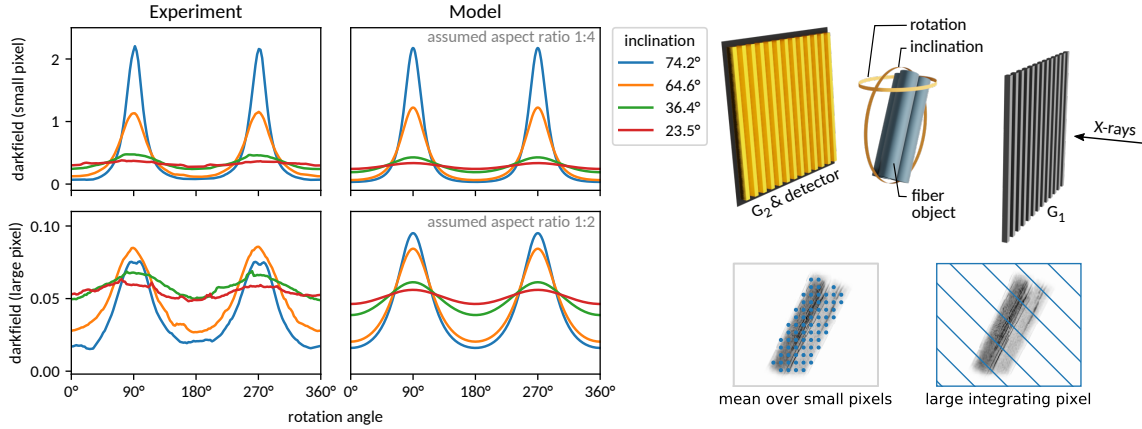 Experiment
Model
darkfield (small pixel)
2
1
0
assumed aspect ratio 1:4
inclination
74.2°
64.6°
36.4°
23.5°
darkfield (large pixel)
0.10
0.05
0.00
assumed aspect ratio 1:2
0° 90° 180° 270° 360°
0° 90° 180° 270° 360°
rotation angle
rotation
inclination
X-rays
G2 & detector
fiber
object
G1
mean over small pixels
large integrating pixel